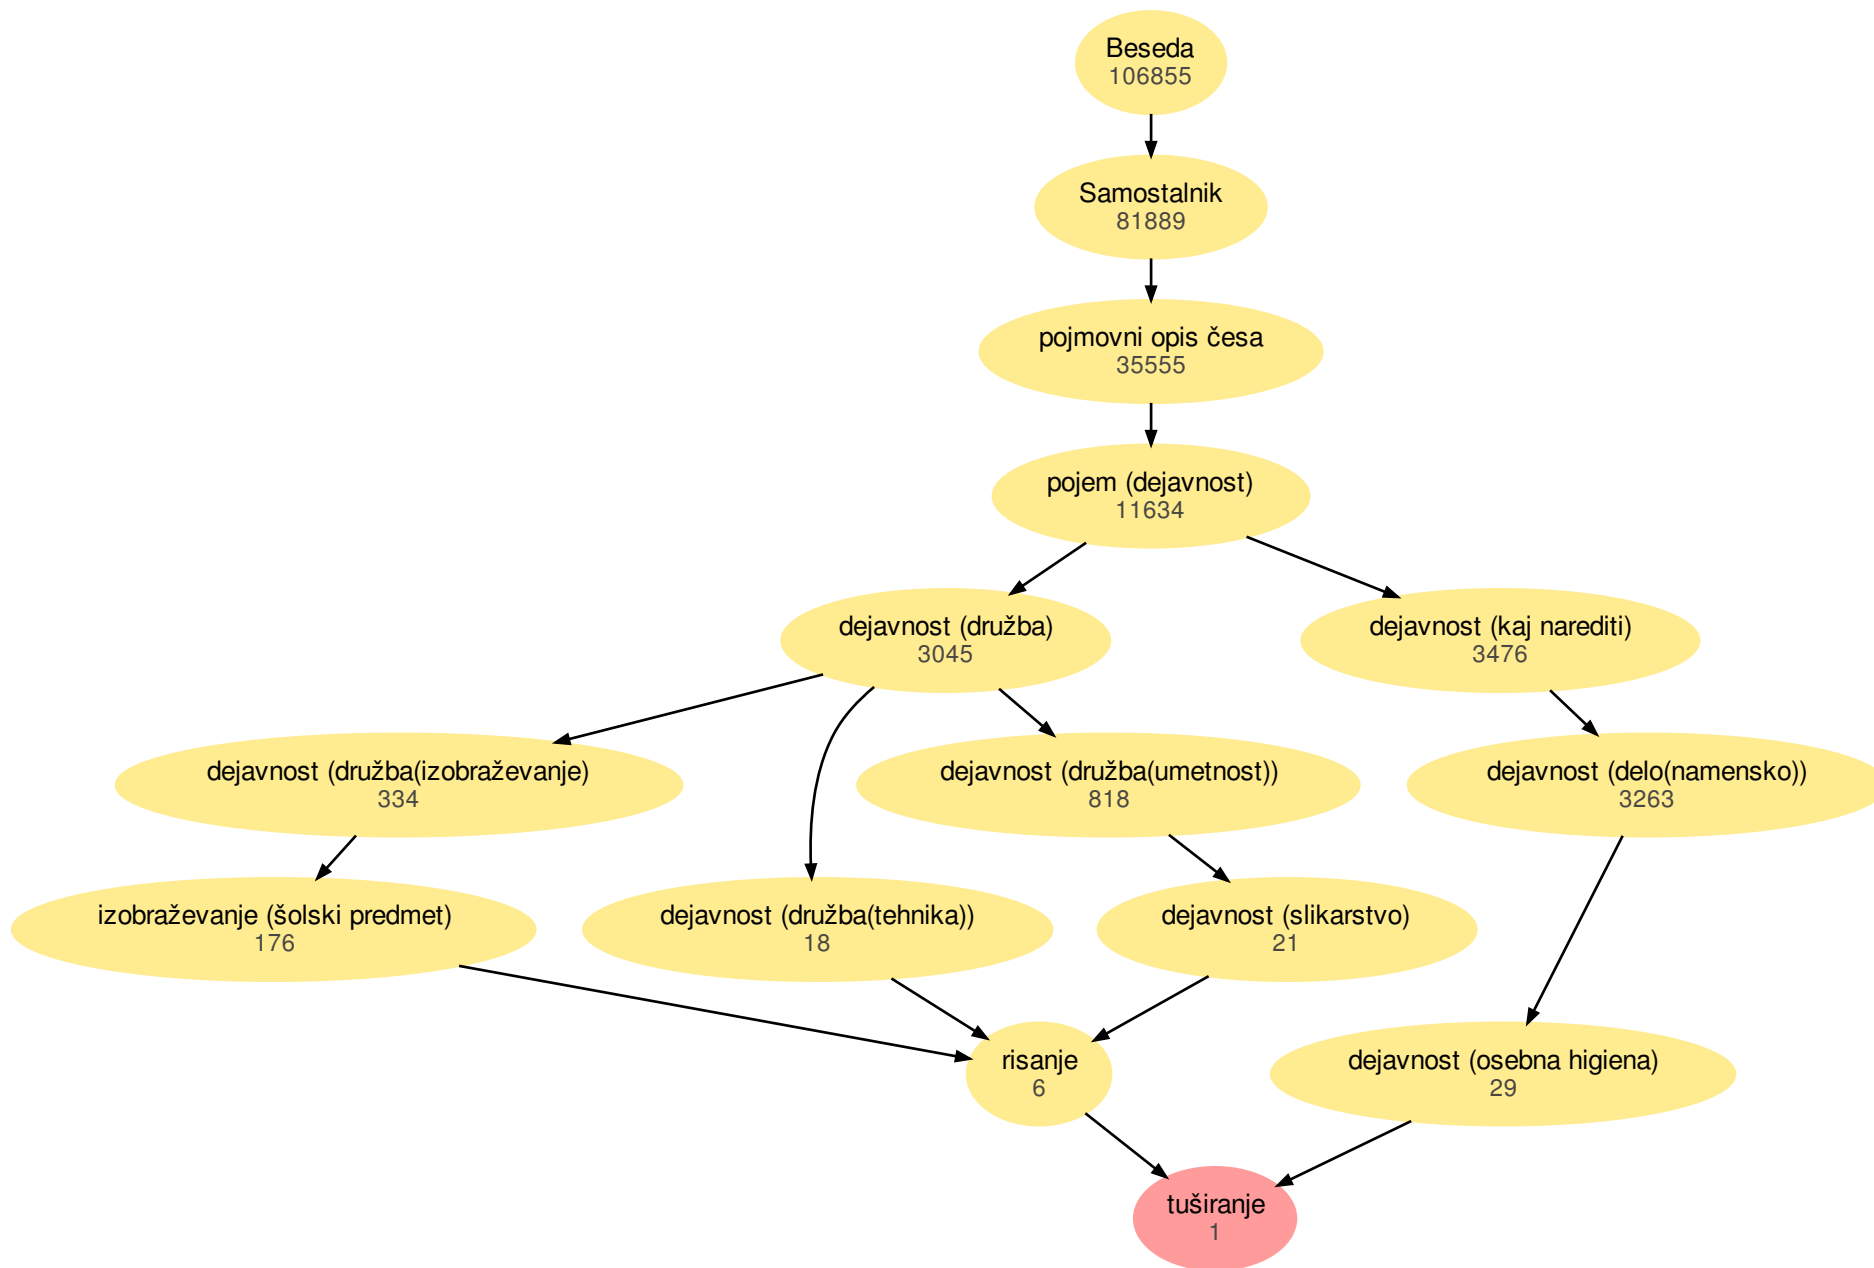 Beseda
106855
Samostalnik
81889
pojmovni opis česa
35555
pojem (dejavnost)
11634
dejavnost (družba)
3045
dejavnost (kaj narediti)
3476
dejavnost (družba(izobraževanje)
334
dejavnost (družba(umetnost))
818
dejavnost (delo(namensko))
3263
izobraževanje (šolski predmet)
176
dejavnost (družba(tehnika))
18
dejavnost (slikarstvo)
21
risanje
6
dejavnost (osebna higiena)
29
tuširanje
1